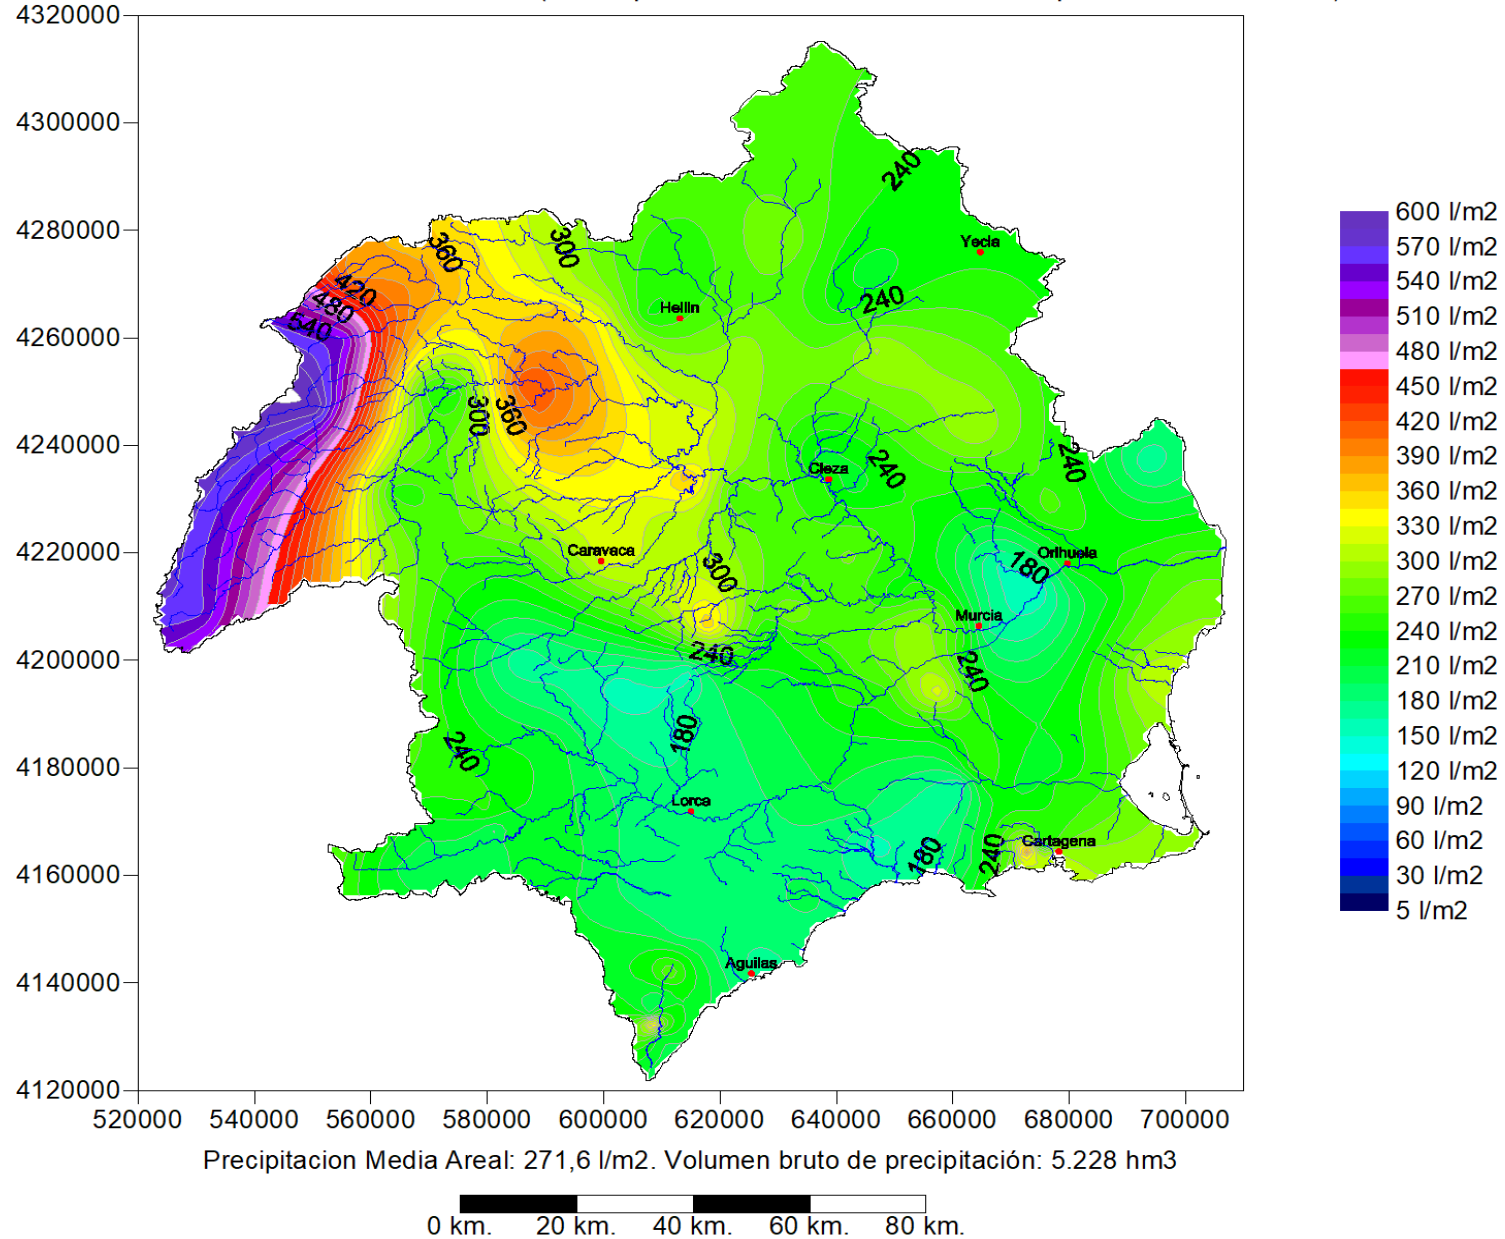 4320000
4300000
4280000
4260000
4240000
4220000
4200000
4180000
4160000
4140000
4120000
520000 540000 560000 580000 600000 620000 640000 660000 680000 700000
240
Yecla
360
300
420
480
540
240
Hellin
300
360
240
Cieza
240
Caravaca
300
180
Orihuela
Murcia
240
240
180
240
Lorca
180
240
Cartagena
Aguilas
600 l/m2
570 l/m2
540 l/m2
510 l/m2
480 l/m2
450 l/m2
420 l/m2
390 l/m2
360 l/m2
330 l/m2
300 l/m2
270 l/m2
240 l/m2
210 l/m2
180 l/m2
150 l/m2
120 l/m2
90 l/m2
60 l/m2
30 l/m2
5 l/m2
Precipitacion Media Areal: 271,6 l/m2. Volumen bruto de precipitación: 5.228 hm3
0 km. 20 km. 40 km. 60 km. 80 km.